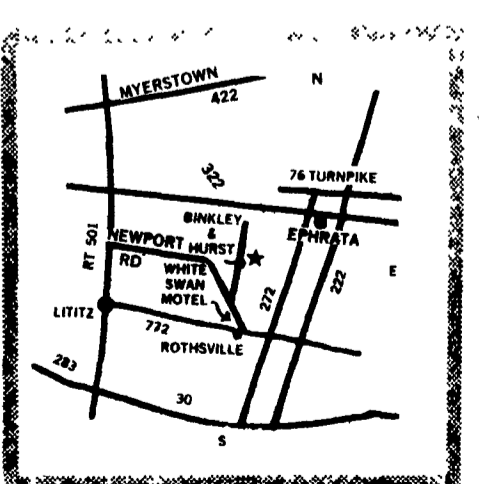 MYERSTOWN
422
N
322
76 TURNPIKE
BINKLEY
&
HURST
EPHRATA
RT 501
NEWPORT
RD
E
WHITE
SWAN
MOTEL
272
222
LITITZ
772
ROTHSVILLE
283
30
S